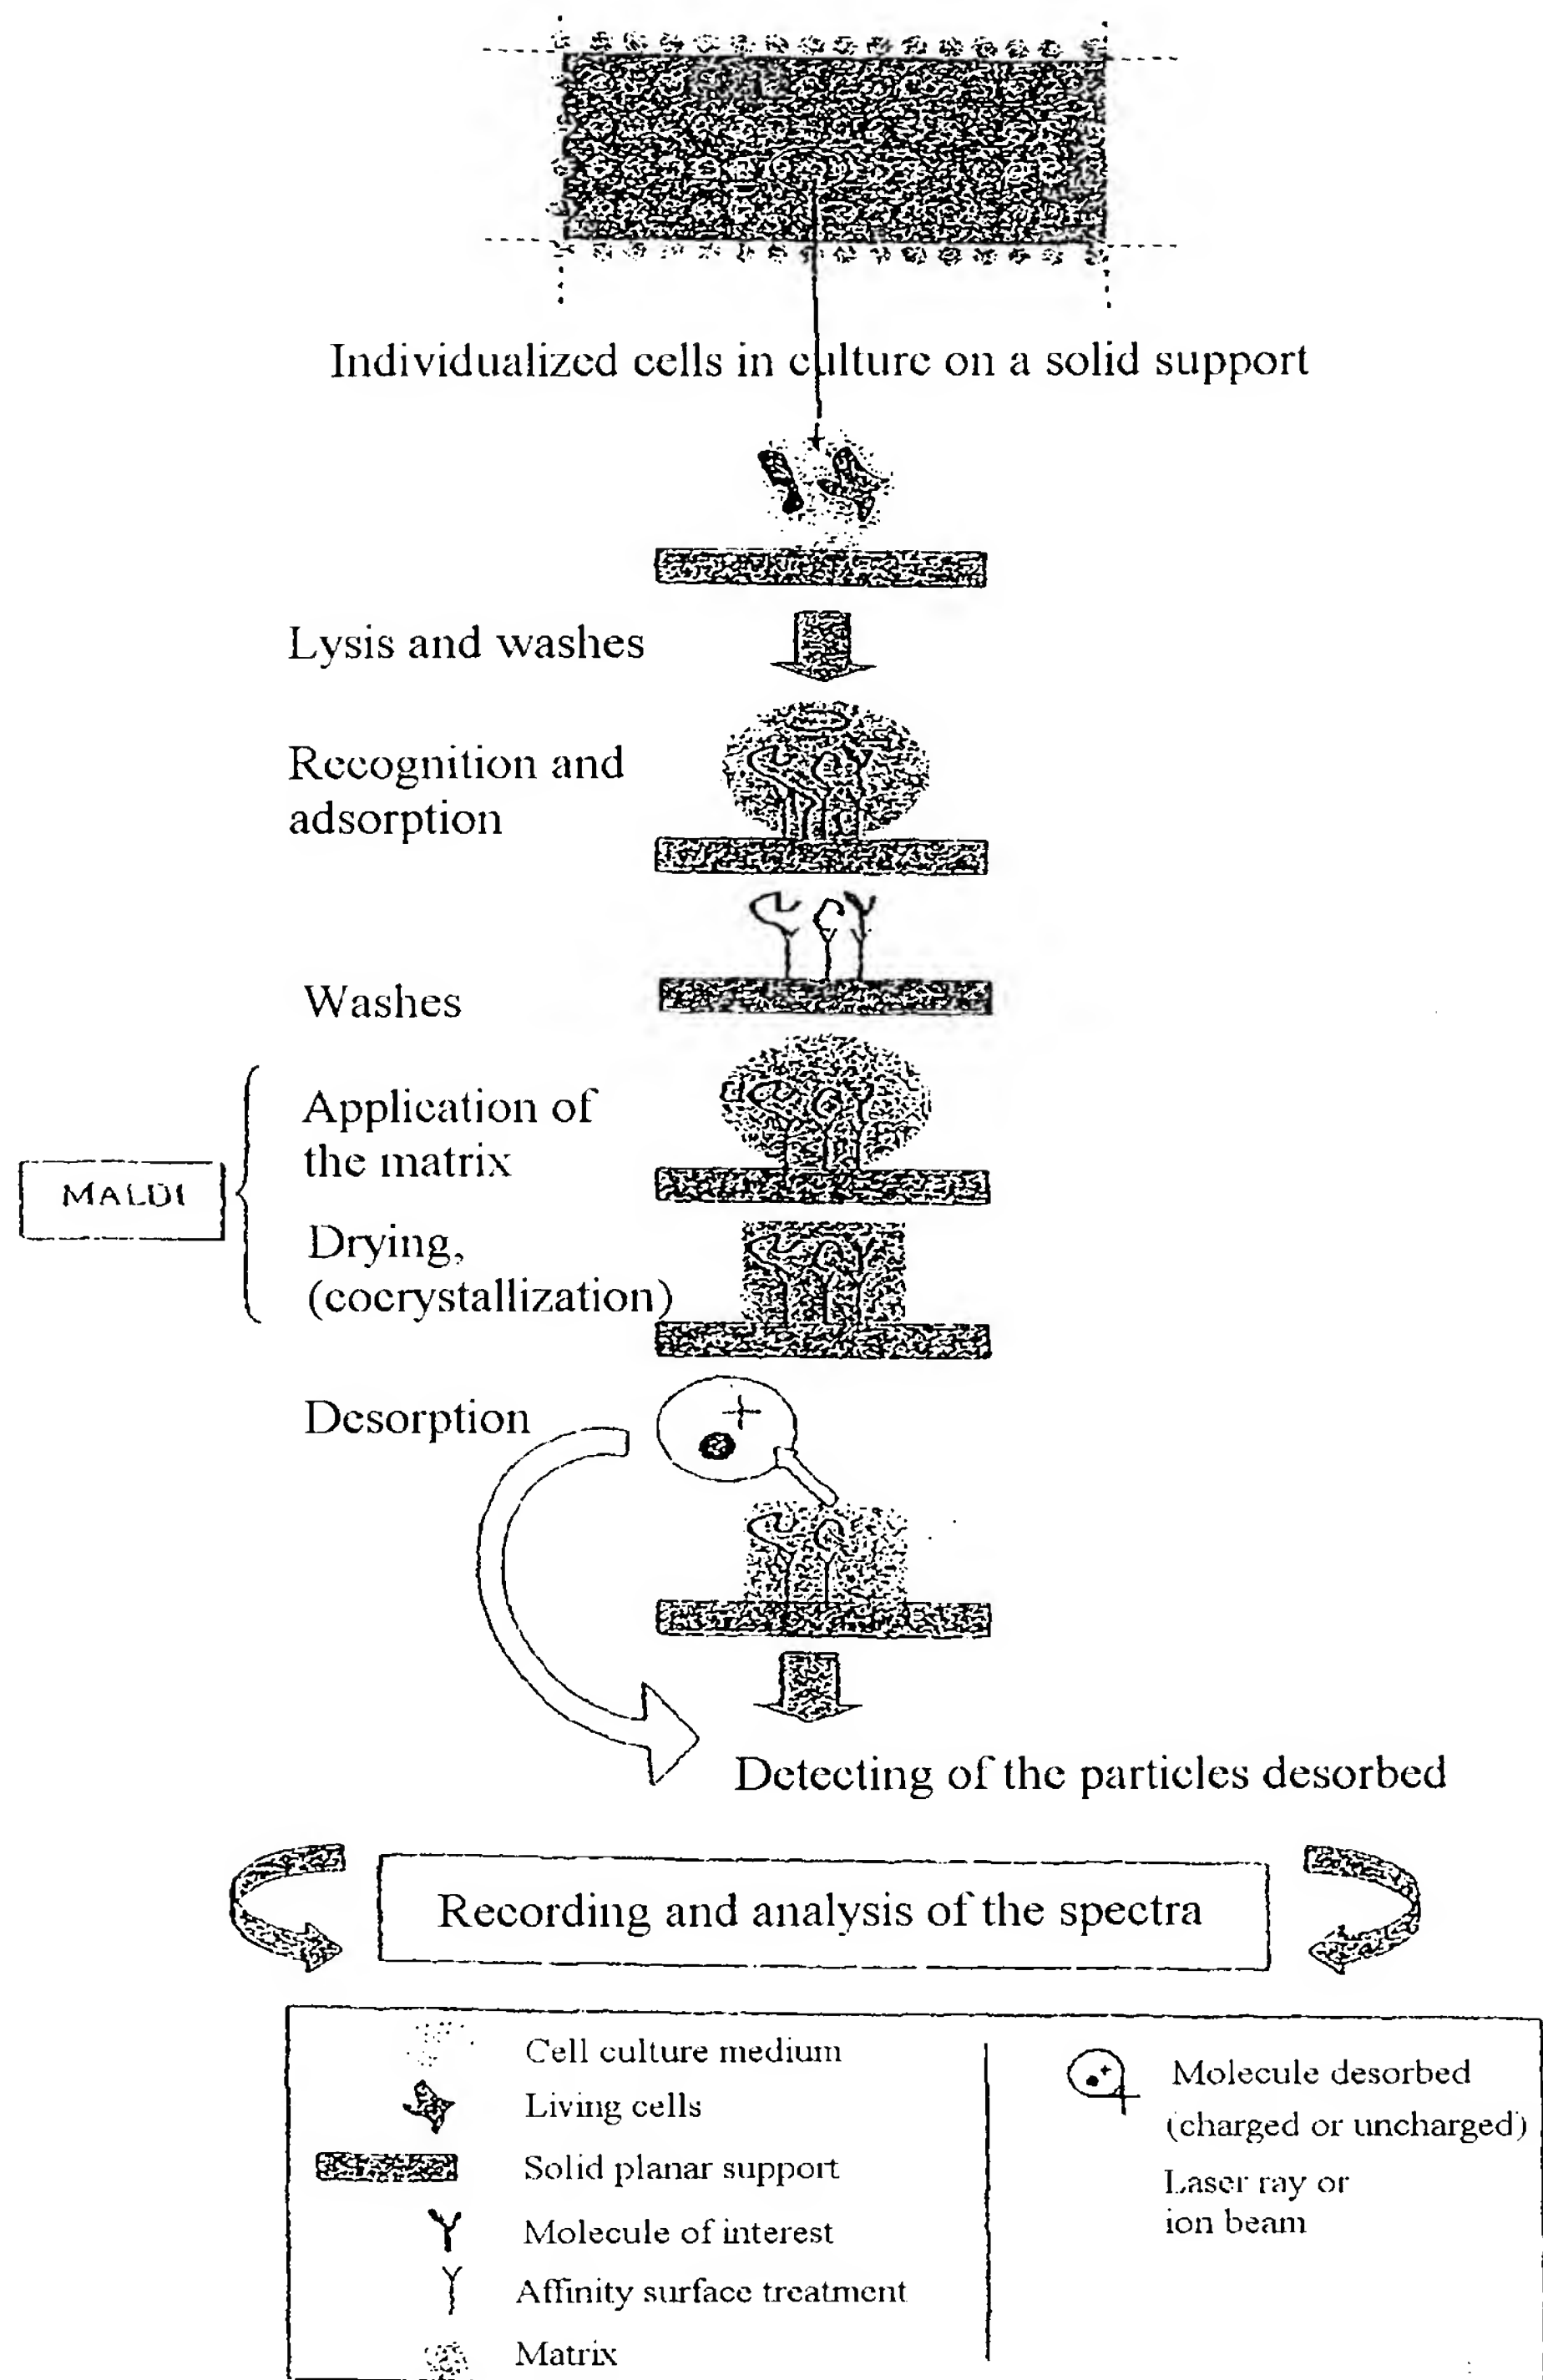 Individualized cells in culture on a solid support
Lysis and washes
Recognition and
adsorption
Washes
MALDI
Application of
the matrix
Drying,
(cocrystallization)
Desorption
Detecting of the particles desorbed
Recording and analysis of the spectra
Cell culture medium
Living cells
Solid planar support
Molecule of interest
Affinity surface treatment
Matrix
Molecule desorbed
(charged or uncharged)
Laser ray or
ion beam